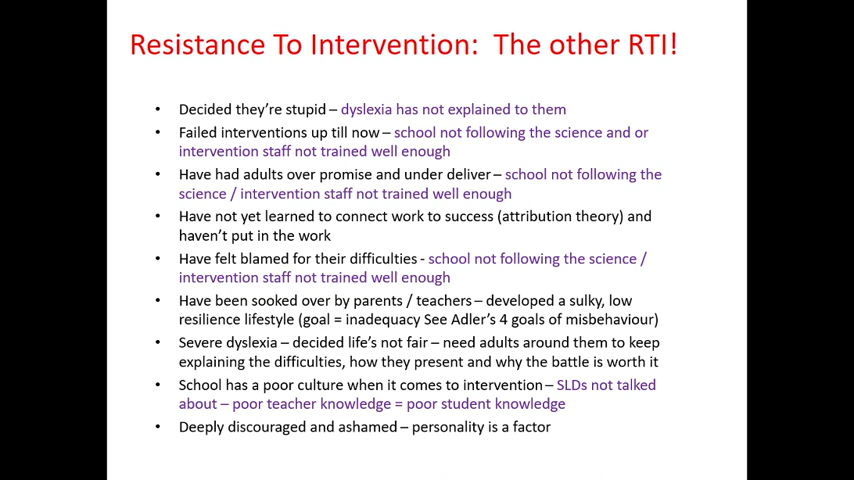 Resistance To Intervention:  The other RTI!
• Decided they're stupid – dyslexia has not explained to them
• Failed interventions up till now – school not following the science and or
intervention staff not trained well enough
• Have had adults over promise and under deliver – school not following the
science / intervention staff not trained well enough
• Have not yet learned to connect work to success (attribution theory) and
haven't put in the work
• Have felt blamed for their difficulties - school not following the science /
intervention staff not trained well enough
• Have been sooked over by parents / teachers – developed a sulky, low
resilience lifestyle (goal = inadequacy See Adler's 4 goals of misbehaviour)
• Severe dyslexia – decided life's not fair – need adults around them to keep
explaining the difficulties, how they present and why the battle is worth it
• School has a poor culture when it comes to intervention – SLDs not talked
about – poor teacher knowledge = poor student knowledge
• Deeply discouraged and ashamed – personality is a factor